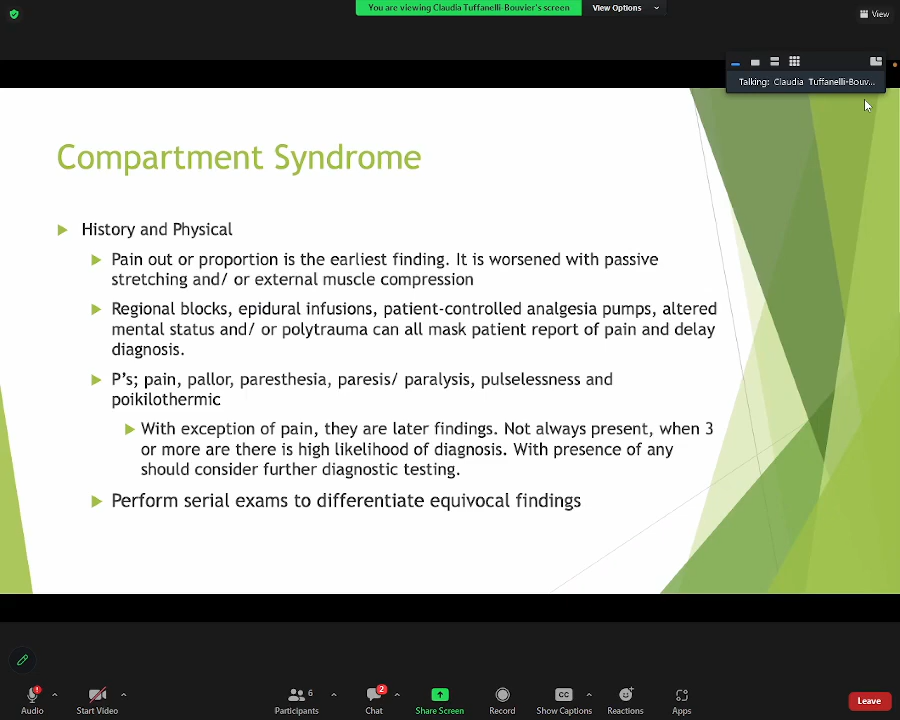 You are viewing Claudia Tuffanelli-Bouvier's screen
View Options
View
Talking: Claudia Tuffanelli-Bouv...
Compartment Syndrome
History and Physical
Pain out or proportion is the earliest finding. It is worsened with passive
stretching and/ or external muscle compression
Regional blocks, epidural infusions, patient-controlled analgesia pumps, altered
mental status and/ or polytrauma can all mask patient report of pain and delay
diagnosis.
P's; pain, pallor, paresthesia, paresis/ paralysis, pulselessness and
poikilothermic
With exception of pain, they are later findings. Not always present, when 3
or more are there is high likelihood of diagnosis. With presence of any
should consider further diagnostic testing.
Perform serial exams to differentiate equivocal findings
6
2
CC
Audio
Start Video
Participants
Chat
Share Screen
Record
Show Captions
Reactions
Apps
Leave